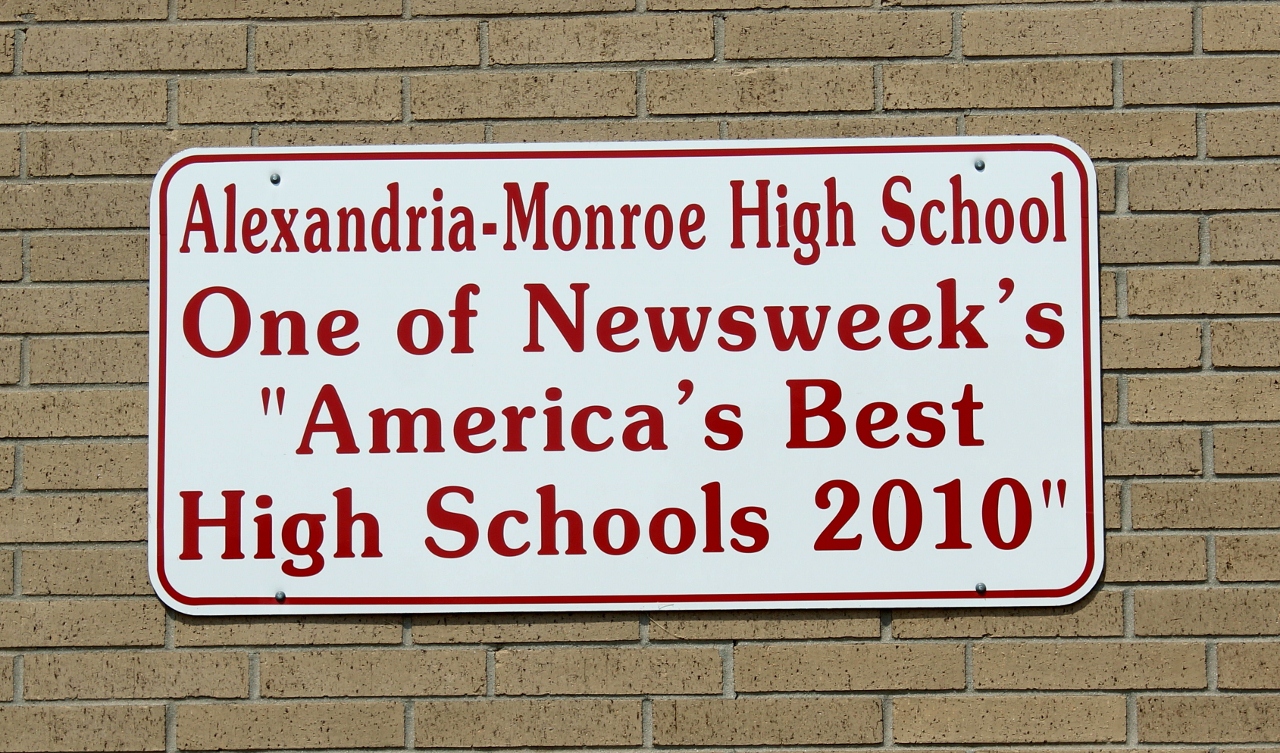 Alexandria-Monroe High School
One of Newsweek's
"America's Best
High Schools 2010"